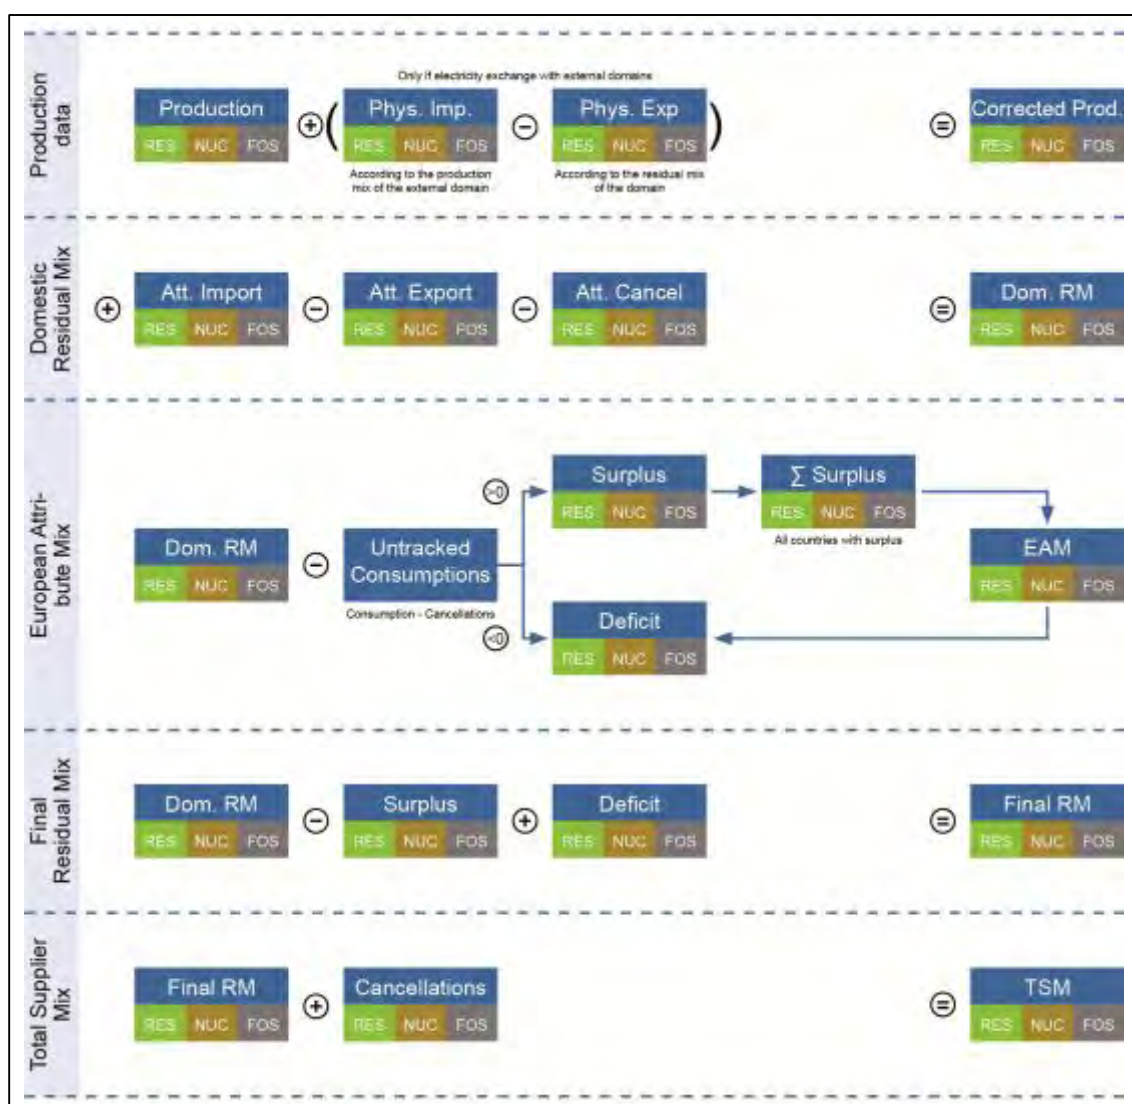 Production
data
Only if electricity exchange with external domains
Production
RES NUC FOS
+
(
Phys. Imp.
RES NUC FOS
According to the production
mix of the external domain
−
Phys. Exp
RES NUC FOS
According to the residual mix
of the domain
)
=
Corrected Prod.
RES NUC FOS
Domestic
Residual Mix
+
Att. Import
RES NUC FOS
−
Att. Export
RES NUC FOS
−
Att. Cancel
RES NUC FOS
=
Dom. RM
RES NUC FOS
European Attri-
bute Mix
Dom. RM
RES NUC FOS
−
Untracked
Consumptions
Consumption - Cancellations
>0
Surplus
RES NUC FOS
∑ Surplus
RES NUC FOS
All countries with surplus
EAM
RES NUC FOS
<0
Deficit
RES NUC FOS
Final
Residual Mix
Dom. RM
RES NUC FOS
−
Surplus
RES NUC FOS
+
Deficit
RES NUC FOS
=
Final RM
RES NUC FOS
Total Supplier
Mix
Final RM
RES NUC FOS
+
Cancellations
RES NUC FOS
=
TSM
RES NUC FOS